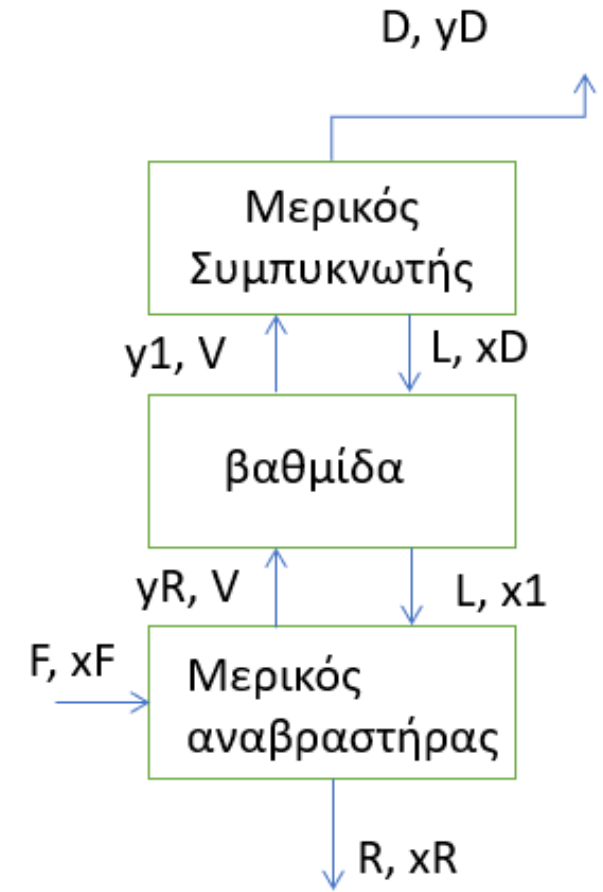 D, yD
Μερικός
Συμπυκνωτής
y1, V
L, xD
βαθμίδα
yR, V
L, x1
F, xF
Μερικός
αναβραστήρας
R, xR